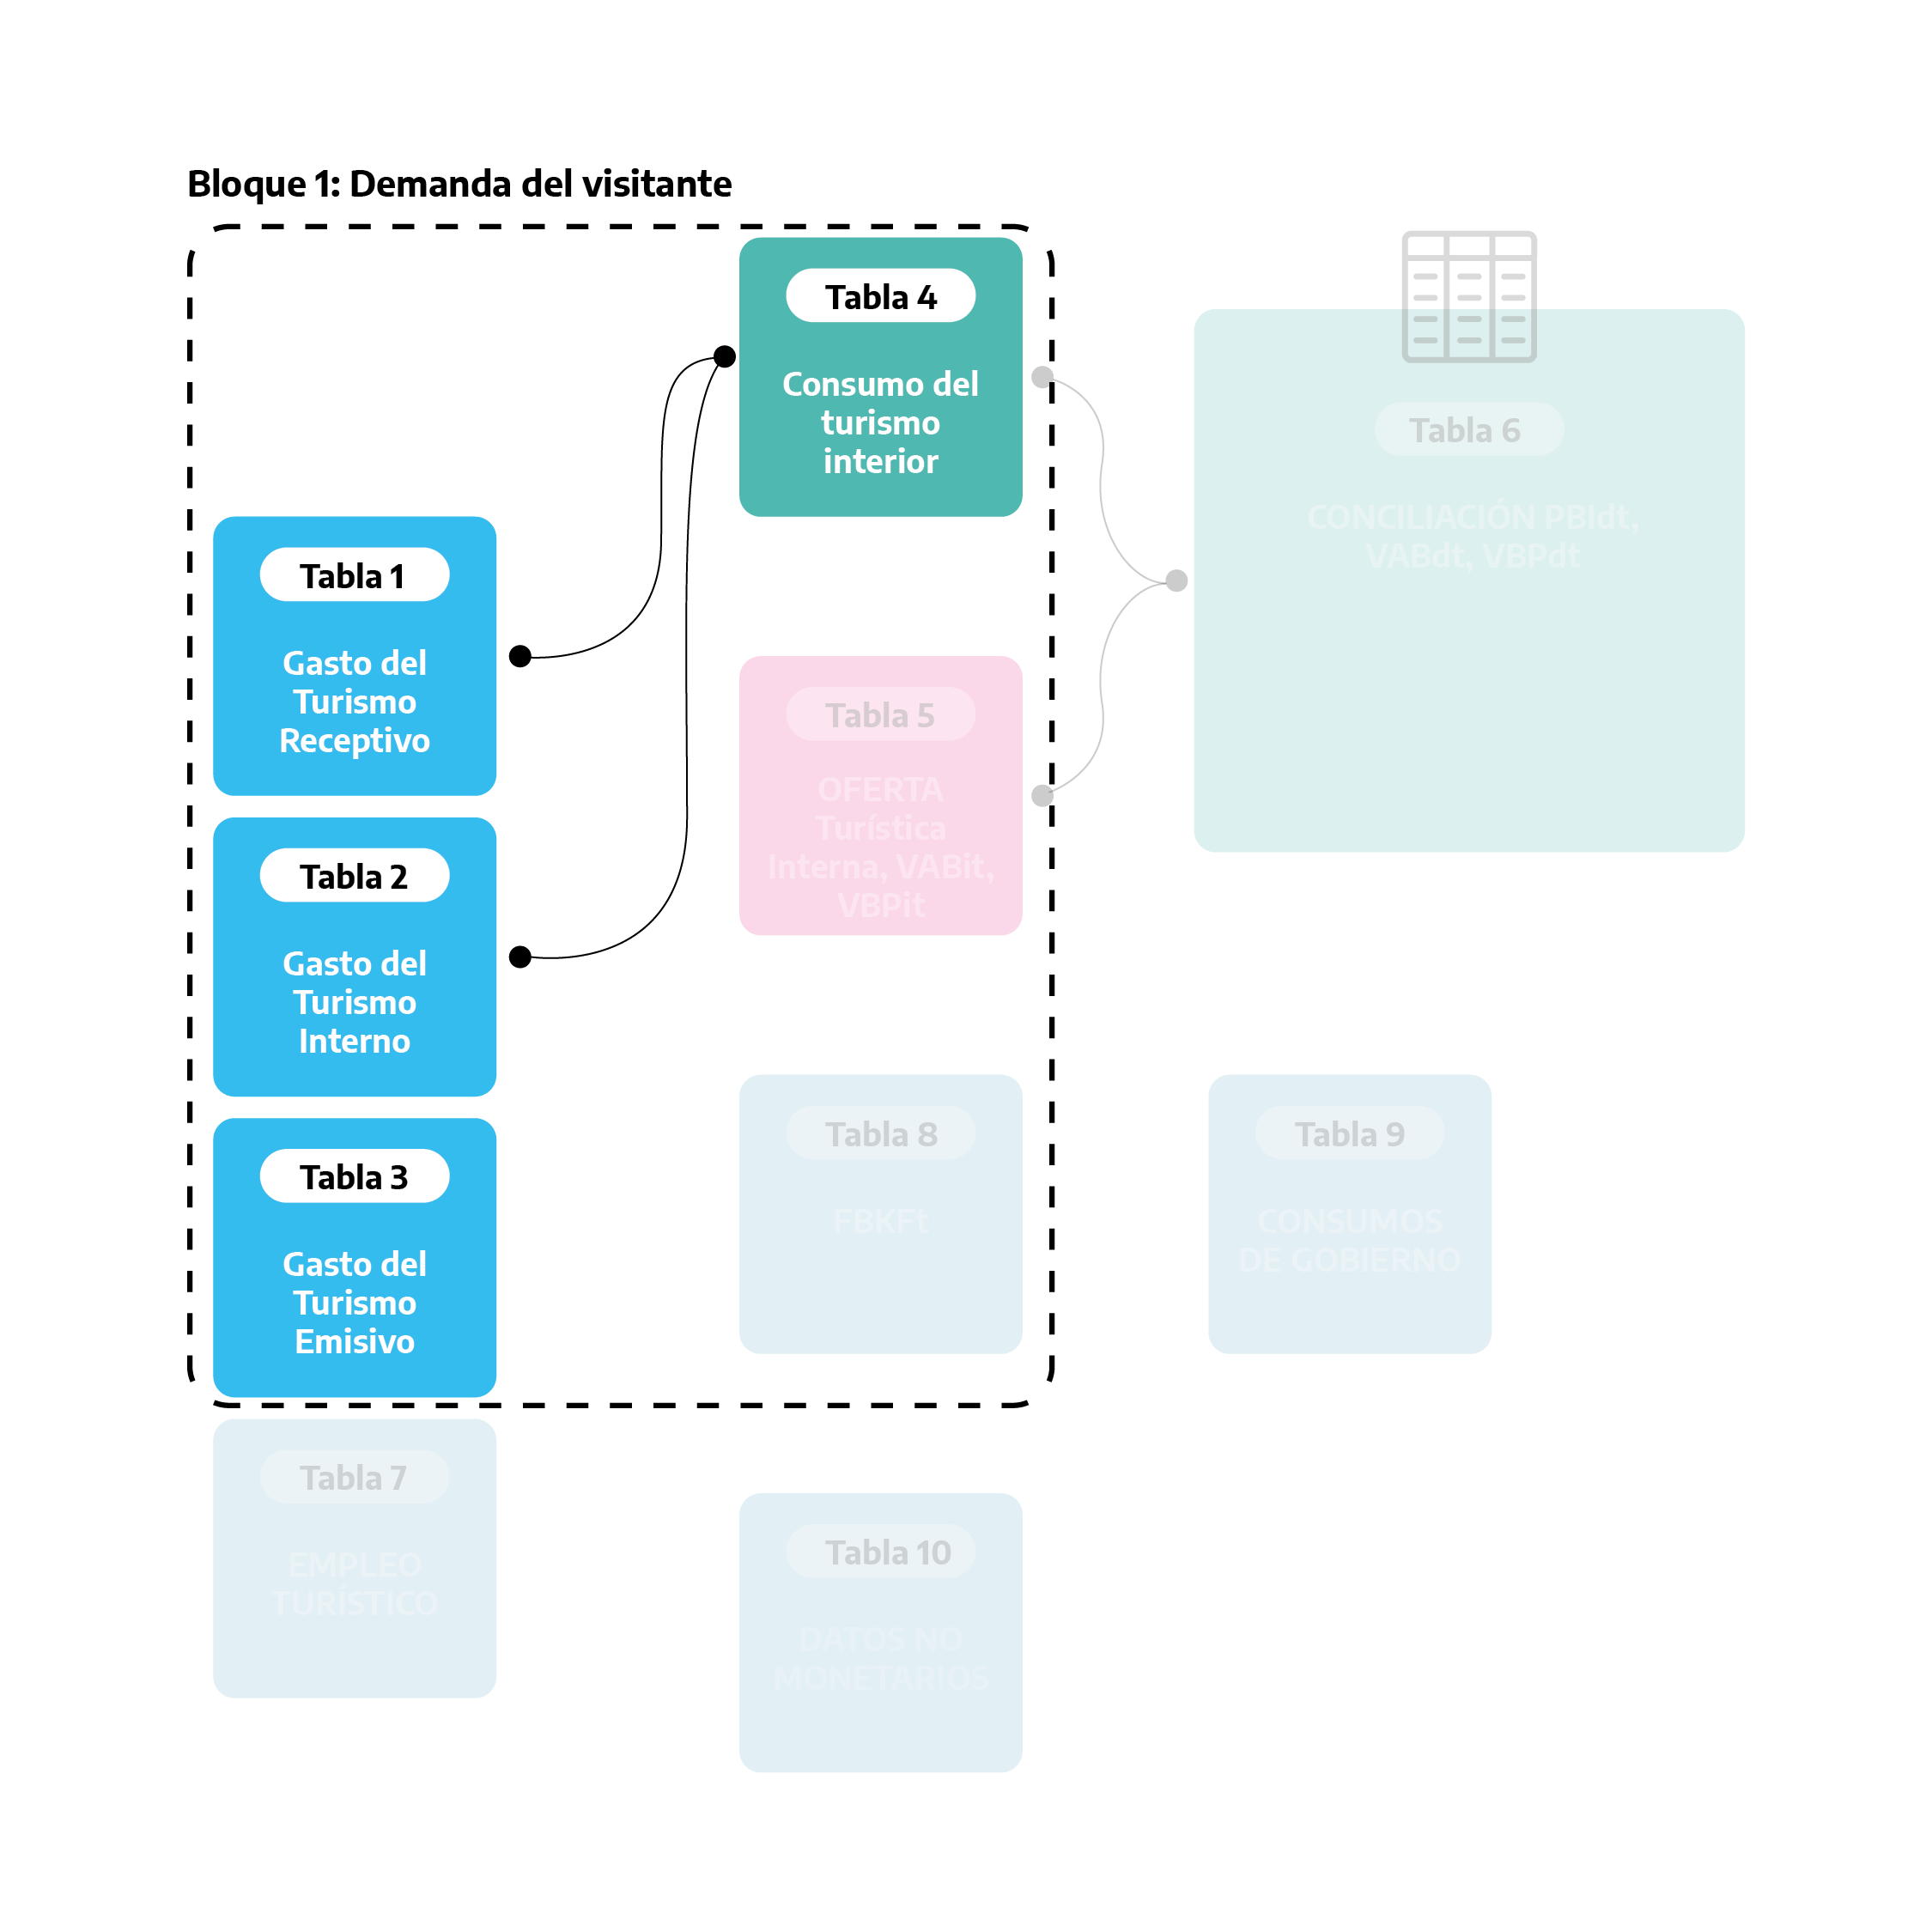 Bloque 1: Demanda del visitante
Tabla 4
Consumo del
turismo
interior
Tabla 6
CONCILIACIÓN PBIdt,
VABdt, VBPdt
Tabla 1
Gasto del
Turismo
Receptivo
Tabla 5
OFERTA
Turística
Interna, VABit,
VBPit
Tabla 2
Gasto del
Turismo
Interno
Tabla 3
Gasto del
Turismo
Emisivo
Tabla 8
FBKFt
Tabla 9
CONSUMOS
DE GOBIERNO
Tabla 7
EMPLEO
TURÍSTICO
Tabla 10
DATOS NO
MONETARIOS